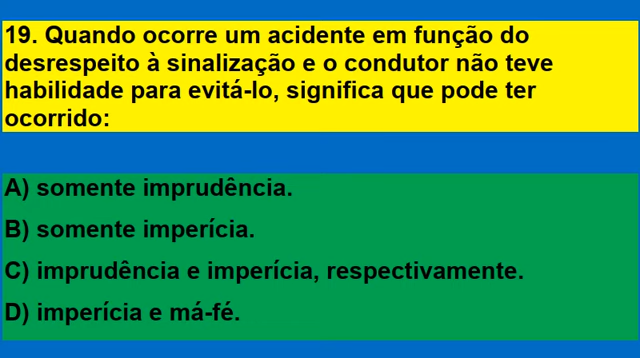 19. Quando ocorre um acidente em função do
desrespeito à sinalização e o condutor não teve
habilidade para evitá-lo, significa que pode ter
ocorrido:
A) somente imprudência.
B) somente imperícia.
C) imprudência e imperícia, respectivamente.
D) imperícia e má-fé.